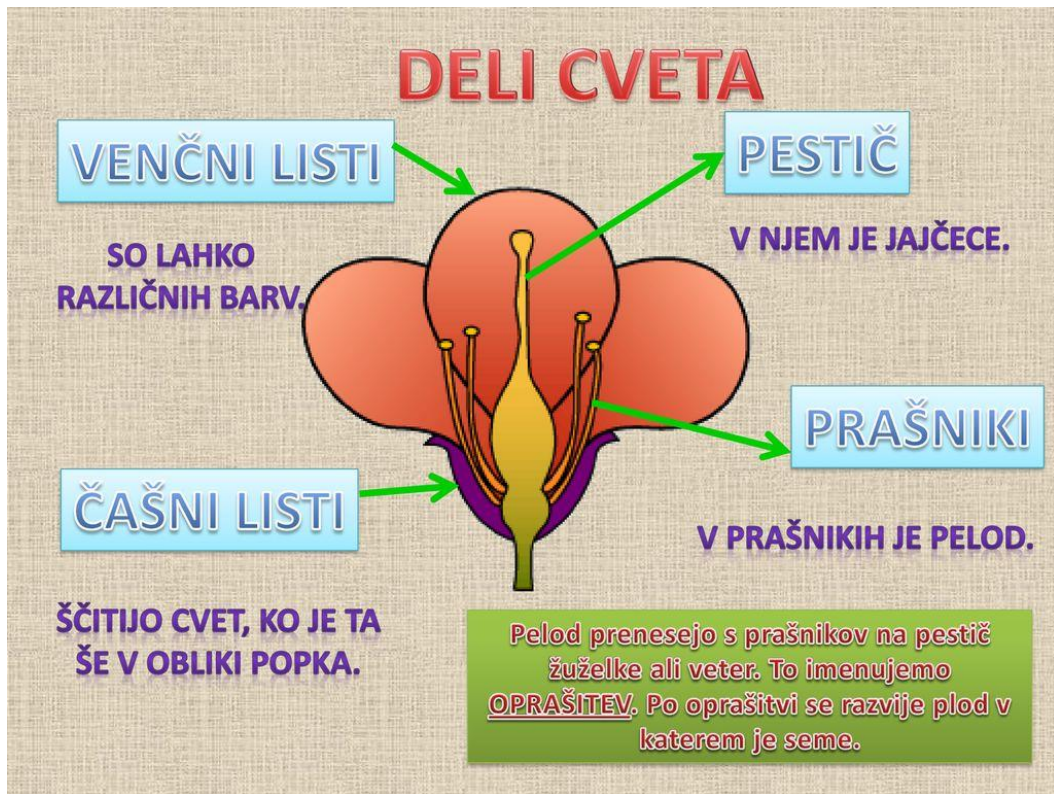 DELI CVETA
VENČNI LISTI
SO LAHKO
RAZLIČNIH BARV.
PESTIČ
V NJEM JE JAJČECE.
PRAŠNIKI
V PRAŠNIKIH JE PELOD.
ČAŠNI LISTI
ŠČITIJO CVET, KO JE TA
ŠE V OBLIKI POPKA.
Pelod prenesejo s prašnikov na pestič
žuželke ali veter. To imenujemo
OPRAŠITEV. Po oprašitvi se razvije plod v
katerem je seme.